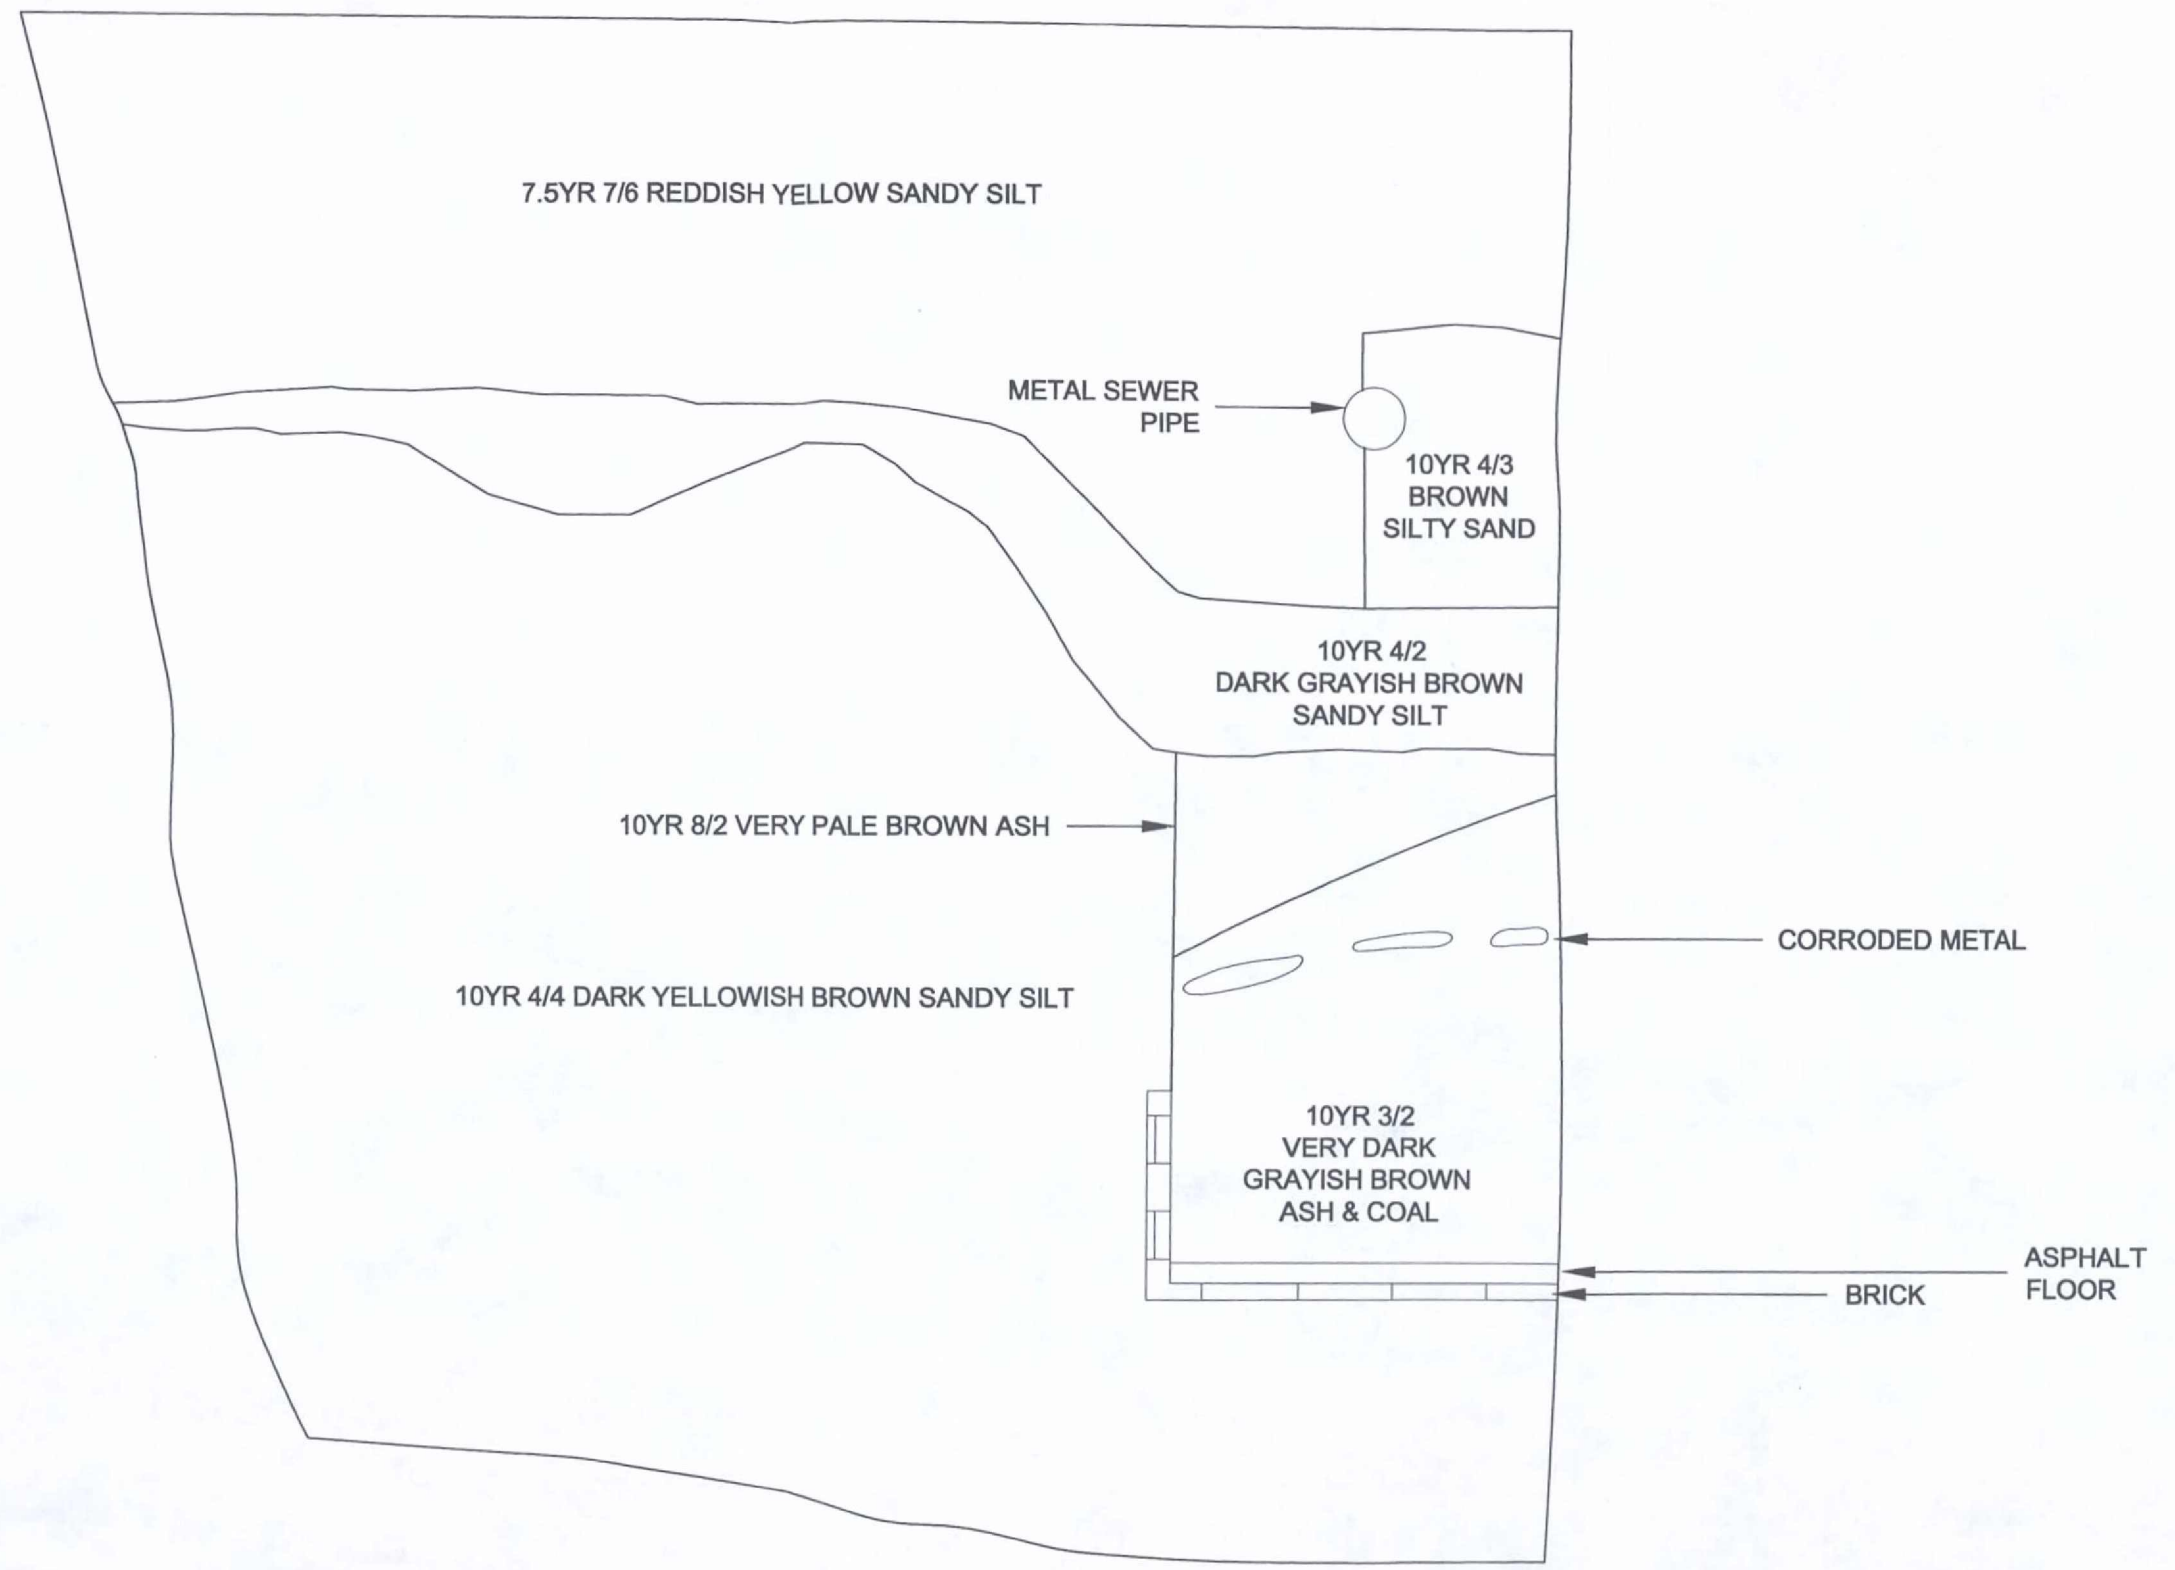 7.5YR 7/6 REDDISH YELLOW SANDY SILT
METAL SEWER
PIPE
10YR 4/3
BROWN
SILTY SAND
10YR 4/2
DARK GRAYISH BROWN
SANDY SILT
10YR 8/2 VERY PALE BROWN ASH
CORRODED METAL
10YR 4/4 DARK YELLOWISH BROWN SANDY SILT
10YR 3/2
VERY DARK
GRAYISH BROWN
ASH & COAL
ASPHALT
FLOOR
BRICK